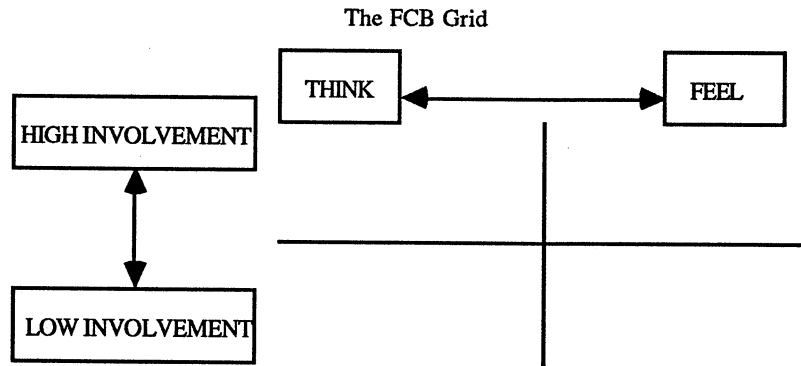 The FCB Grid
THINK
FEEL
HIGH INVOLVEMENT
LOW INVOLVEMENT